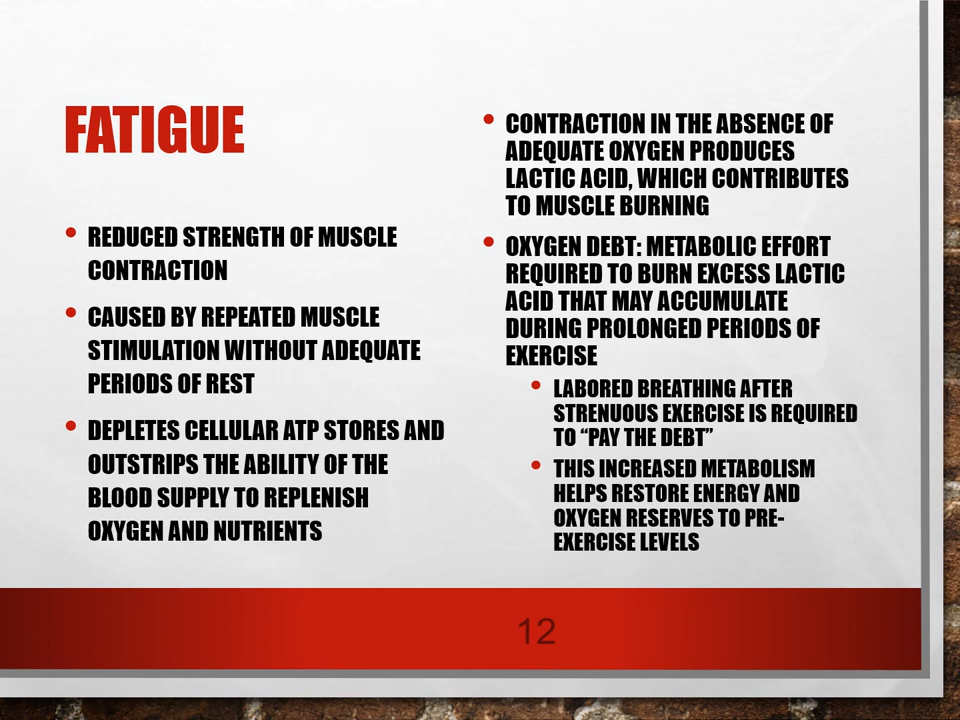 FATIGUE
• REDUCED STRENGTH OF MUSCLE
CONTRACTION
• CAUSED BY REPEATED MUSCLE
STIMULATION WITHOUT ADEQUATE
PERIODS OF REST
• DEPLETES CELLULAR ATP STORES AND
OUTSTRIPS THE ABILITY OF THE
BLOOD SUPPLY TO REPLENISH
OXYGEN AND NUTRIENTS
• CONTRACTION IN THE ABSENCE OF
ADEQUATE OXYGEN PRODUCES
LACTIC ACID, WHICH CONTRIBUTES
TO MUSCLE BURNING
• OXYGEN DEBT: METABOLIC EFFORT
REQUIRED TO BURN EXCESS LACTIC
ACID THAT MAY ACCUMULATE
DURING PROLONGED PERIODS OF
EXERCISE
• LABORED BREATHING AFTER
STRENUOUS EXERCISE IS REQUIRED
TO “PAY THE DEBT”
• THIS INCREASED METABOLISM
HELPS RESTORE ENERGY AND
OXYGEN RESERVES TO PRE-
EXERCISE LEVELS
12